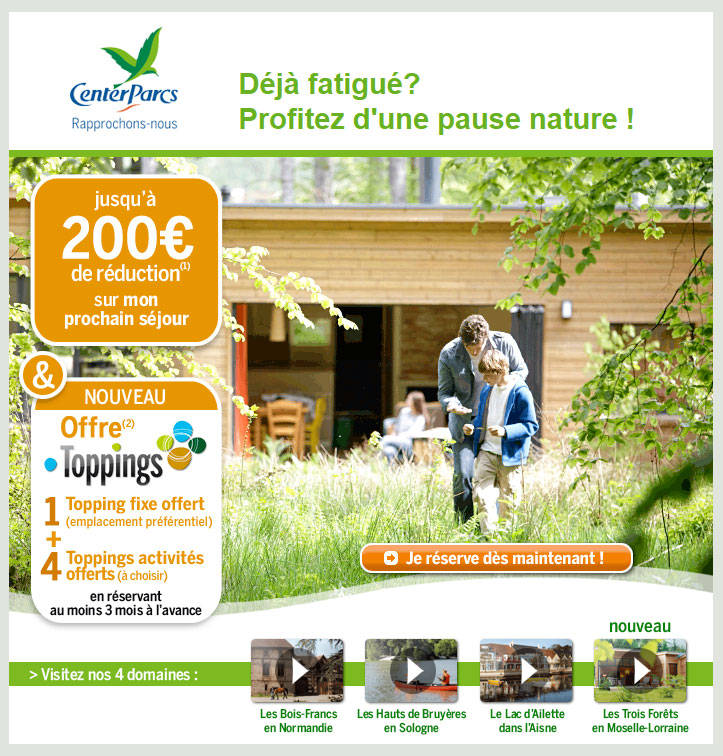 CenterParcs
Rapprochons-nous
Déjà fatigué?
Profitez d'une pause nature !
jusqu'à
200€
de réduction(1)
sur mon
prochain séjour
&
NOUVEAU
Offre(2)
Toppings
1 Topping fixe offert
(emplacement préférentiel)
+
4 Toppings activités
offerts (à choisir)
en réservant
au moins 3 mois à l'avance
Je réserve dès maintenant !
nouveau
> Visitez nos 4 domaines :
Les Bois-Francs
en Normandie
Les Hauts de Bruyères
en Sologne
Le Lac d'Ailette
dans l'Aisne
Les Trois Forêts
en Moselle-Lorraine